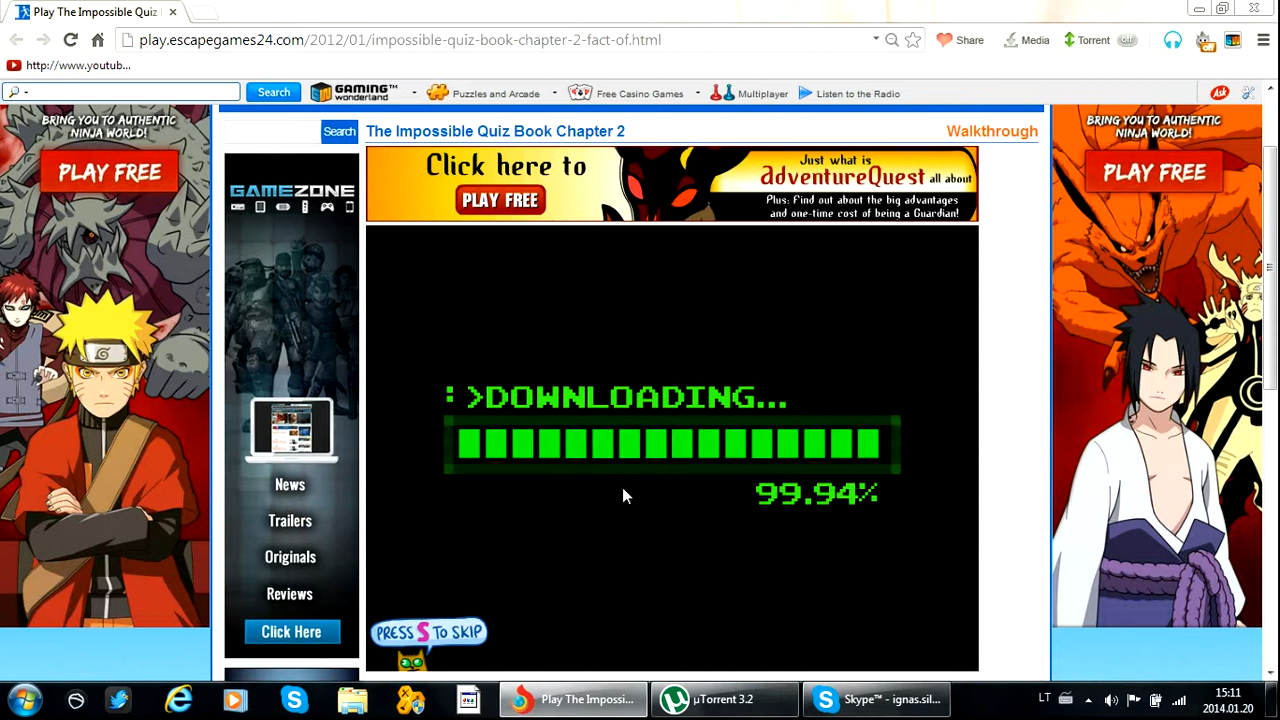 Play The Impossible Quiz
play.escapegames24.com/2012/01/impossible-quiz-book-chapter-2-fact-of.html
Share
Media
Torrent
off
off
http://www.youtub...
-
Search
GAMING™
wonderland
Puzzles and Arcade
Free Casino Games
Multiplayer
Listen to the Radio
Ask
BRING YOU TO AUTHENTIC
NINJA WORLD!
PLAY FREE
Search
The Impossible Quiz Book Chapter 2
Walkthrough
Click here to
PLAY FREE
Just what is
AdventureQuest all about
Plus: Find out about the big advantages
and one-time cost of being a Guardian!
BRING YOU TO AUTHENTIC
NINJA WORLD!
PLAY FREE
GAMEZONE
News
Trailers
Originals
Reviews
Click Here
:>DOWNLOADING...
99.94%
PRESS S TO SKIP
Play The Impossi...
µTorrent 3.2
Skype™ - ignas.sil...
LT
15:11
2014.01.20